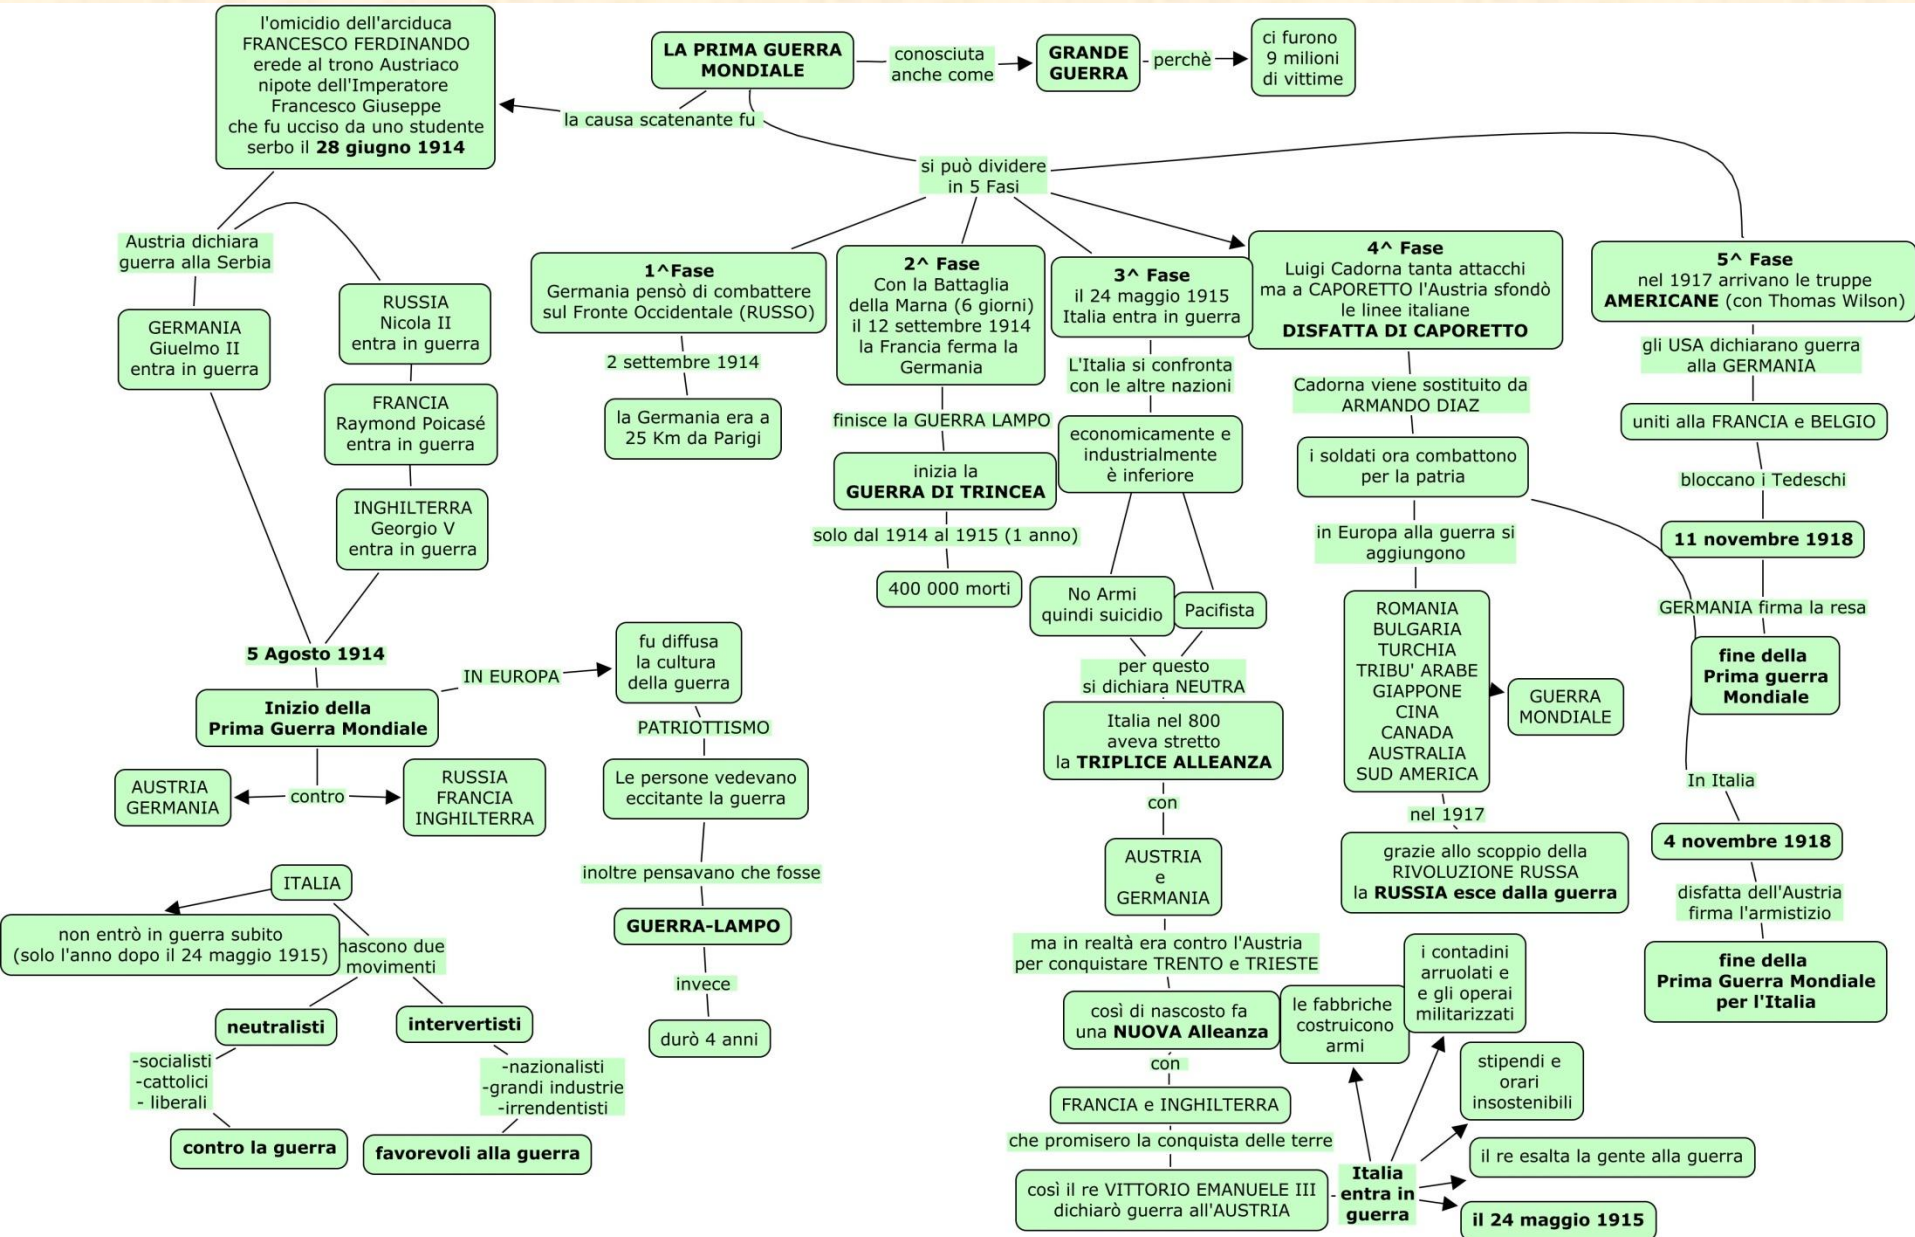 LA PRIMA GUERRA
MONDIALE
conosciuta
anche come
GRANDE
GUERRA
perchè
ci furono
9 milioni
di vittime
la causa scatenante fu
l'omicidio dell'arciduca
FRANCESCO FERDINANDO
erede al trono Austriaco
nipote dell'Imperatore
Francesco Giuseppe
che fu ucciso da uno studente
serbo il 28 giugno 1914
Austria dichiara
guerra alla Serbia
GERMANIA
Giuelmo II
entra in guerra
RUSSIA
Nicola II
entra in guerra
FRANCIA
Raymond Poicasé
entra in guerra
INGHILTERRA
Georgio V
entra in guerra
5 Agosto 1914
Inizio della
Prima Guerra Mondiale
contro
AUSTRIA
GERMANIA
RUSSIA
FRANCIA
INGHILTERRA
IN EUROPA
fu diffusa
la cultura
della guerra
PATRIOTTISMO
Le persone vedevano
eccitante la guerra
inoltre pensavano che fosse
GUERRA-LAMPO
invece
durò 4 anni
ITALIA
non entrò in guerra subito
(solo l'anno dopo il 24 maggio 1915)
nascono due
movimenti
neutralisti
-socialisti
-cattolici
- liberali
contro la guerra
intervertisti
-nazionalisti
-grandi industrie
-irrendentisti
favorevoli alla guerra
si può dividere
in 5 Fasi
1^Fase
Germania pensò di combattere
sul Fronte Occidentale (RUSSO)
2 settembre 1914
la Germania era a
25 Km da Parigi
2^ Fase
Con la Battaglia
della Marna (6 giorni)
il 12 settembre 1914
la Francia ferma la
Germania
finisce la GUERRA LAMPO
inizia la
GUERRA DI TRINCEA
solo dal 1914 al 1915 (1 anno)
400 000 morti
3^ Fase
il 24 maggio 1915
Italia entra in guerra
L'Italia si confronta
con le altre nazioni
economicamente e
industrialmente
è inferiore
No Armi
quindi suicidio
Pacifista
per questo
si dichiara NEUTRA
Italia nel 800
aveva stretto
la TRIPLICE ALLEANZA
con
AUSTRIA
e
GERMANIA
ma in realtà era contro l'Austria
per conquistare TRENTO e TRIESTE
così di nascosto fa
una NUOVA Alleanza
con
FRANCIA e INGHILTERRA
che promisero la conquista delle terre
così il re VITTORIO EMANUELE III
dichiarò guerra all'AUSTRIA
Italia
entra in
guerra
le fabbriche
costruicono
armi
i contadini
arruolati e
e gli operai
militarizzati
stipendi e
orari
insostenibili
il re esalta la gente alla guerra
il 24 maggio 1915
4^ Fase
Luigi Cadorna tanta attacchi
ma a CAPORETTO l'Austria sfondò
le linee italiane
DISFATTA DI CAPORETTO
Cadorna viene sostituito da
ARMANDO DIAZ
i soldati ora combattono
per la patria
in Europa alla guerra si
aggiungono
ROMANIA
BULGARIA
TURCHIA
TRIBU' ARABE
GIAPPONE
CINA
CANADA
AUSTRALIA
SUD AMERICA
GUERRA
MONDIALE
nel 1917
grazie allo scoppio della
RIVOLUZIONE RUSSA
la RUSSIA esce dalla guerra
In Italia
4 novembre 1918
disfatta dell'Austria
firma l'armistizio
fine della
Prima Guerra Mondiale
per l'Italia
5^ Fase
nel 1917 arrivano le truppe
AMERICANE (con Thomas Wilson)
gli USA dichiarano guerra
alla GERMANIA
uniti alla FRANCIA e BELGIO
bloccano i Tedeschi
11 novembre 1918
GERMANIA firma la resa
fine della
Prima guerra
Mondiale